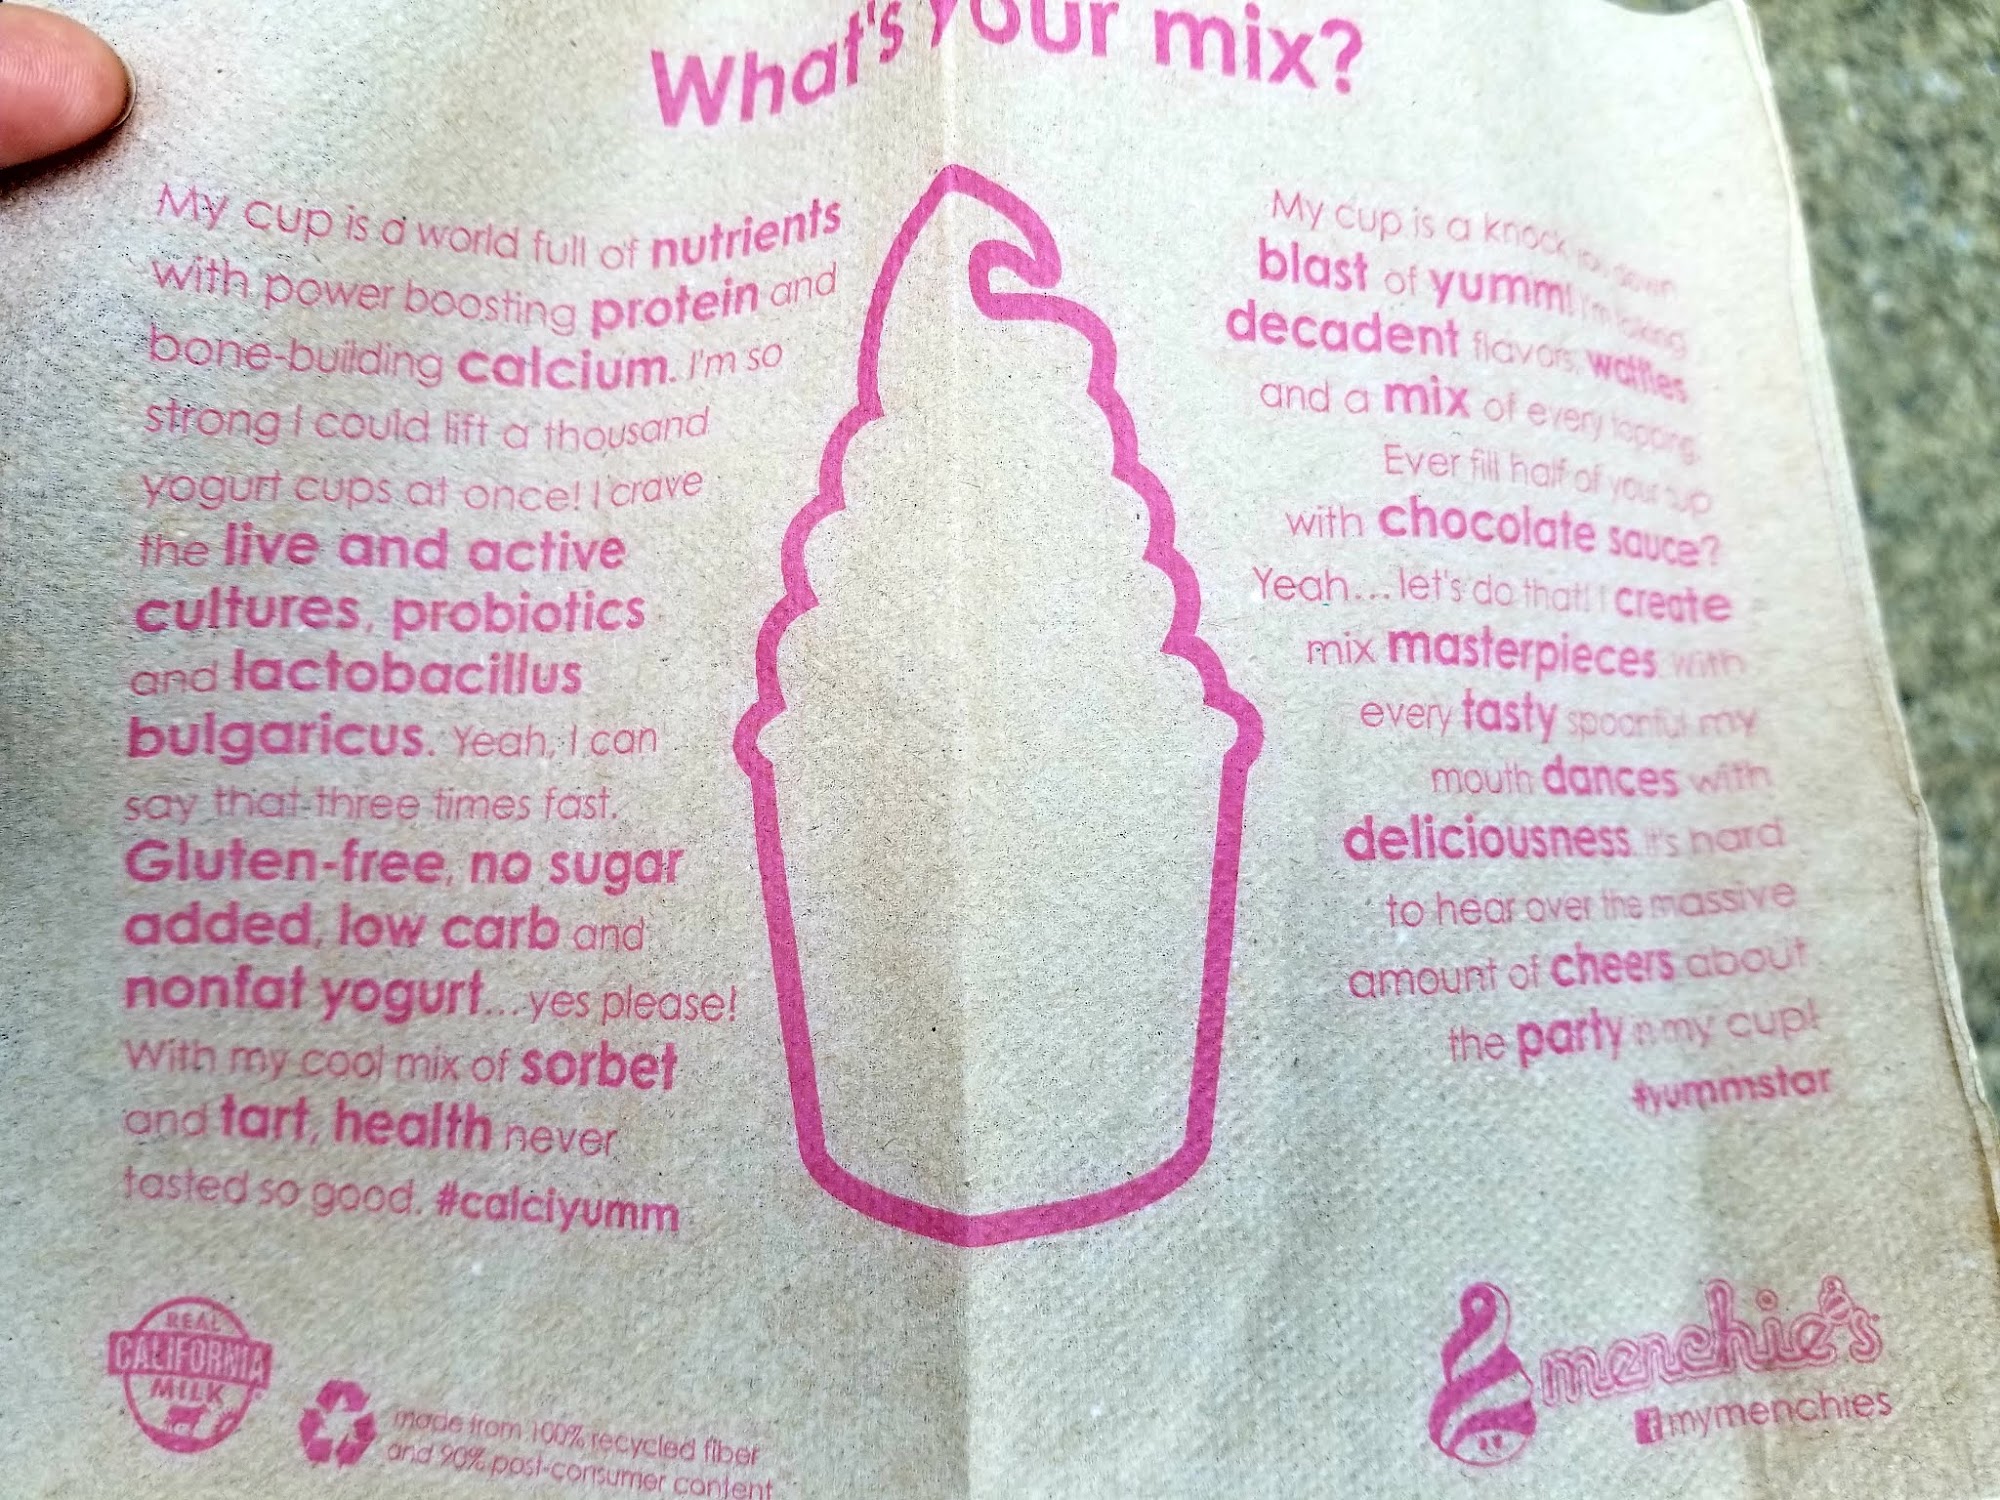 What's your mix?
My cup is a world full of nutrients
with power boosting protein and
bone-building calcium. I'm so
strong I could lift a thousand
yogurt cups at once! I crave
the live and active
cultures, probiotics
and lactobacillus
bulgaricus. Yeah, I can
say that three times fast.
Gluten-free, no sugar
added, low carb and
nonfat yogurt...yes please!
With my cool mix of sorbet
and tart, health never
tasted so good. #calciyumm
My cup is a knock you down
blast of yumm! I'm talking
decadent flavors, waffles
and a mix of every topping.
Ever fill half of your cup
with chocolate sauce?
Yeah...let's do that! I create
mix masterpieces with
every tasty spoonful my
mouth dances with
deliciousness. It's hard
to hear over the massive
amount of cheers about
the party in my cup!
#yummstar
REAL
CALIFORNIA
MILK
made from 100% recycled fiber
and 90% post-consumer content
menchie's
f mymenchies